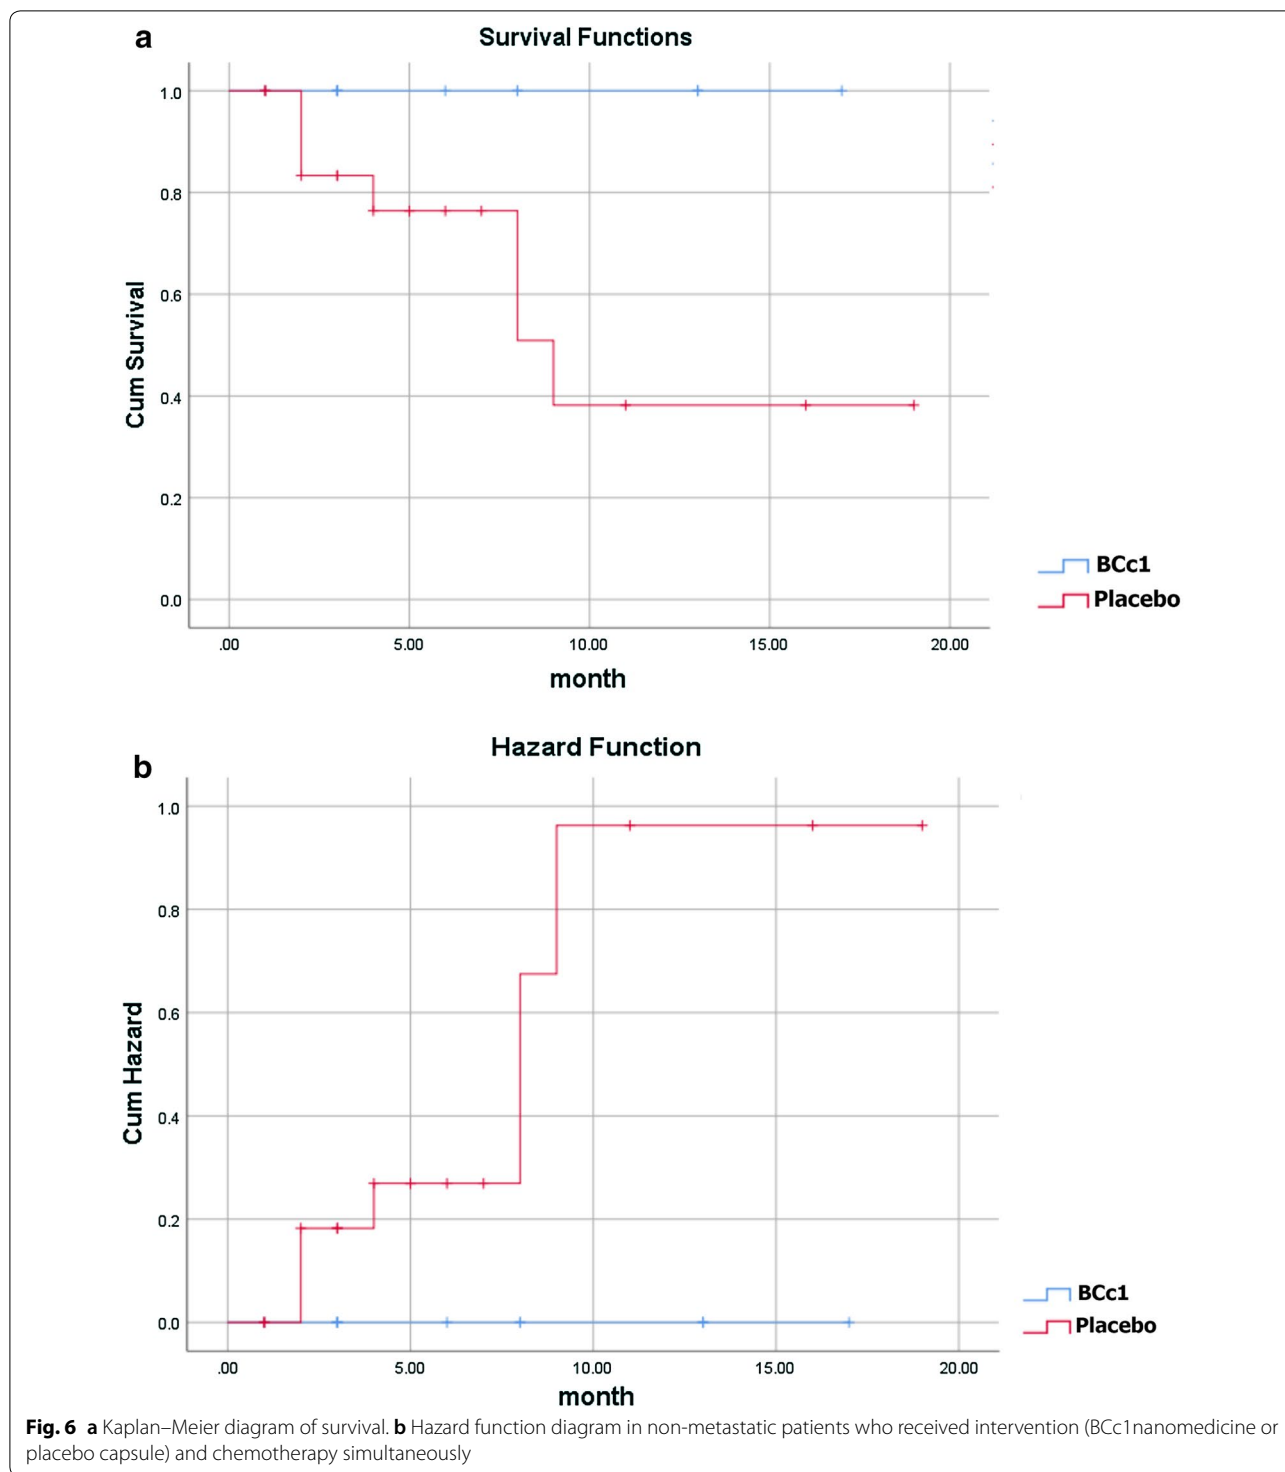 a
Survival Functions
1.0
0.8
0.6
0.4
0.2
0.0
Cum Survival
.00 5.00 10.00 15.00 20.00
month
BCc1
Placebo
b
Hazard Function
1.0
0.8
0.6
0.4
0.2
0.0
Cum Hazard
.00 5.00 10.00 15.00 20.00
month
BCc1
Placebo
Fig. 6 a Kaplan–Meier diagram of survival. b Hazard function diagram in non-metastatic patients who received intervention (BCc1nanomedicine or
placebo capsule) and chemotherapy simultaneously